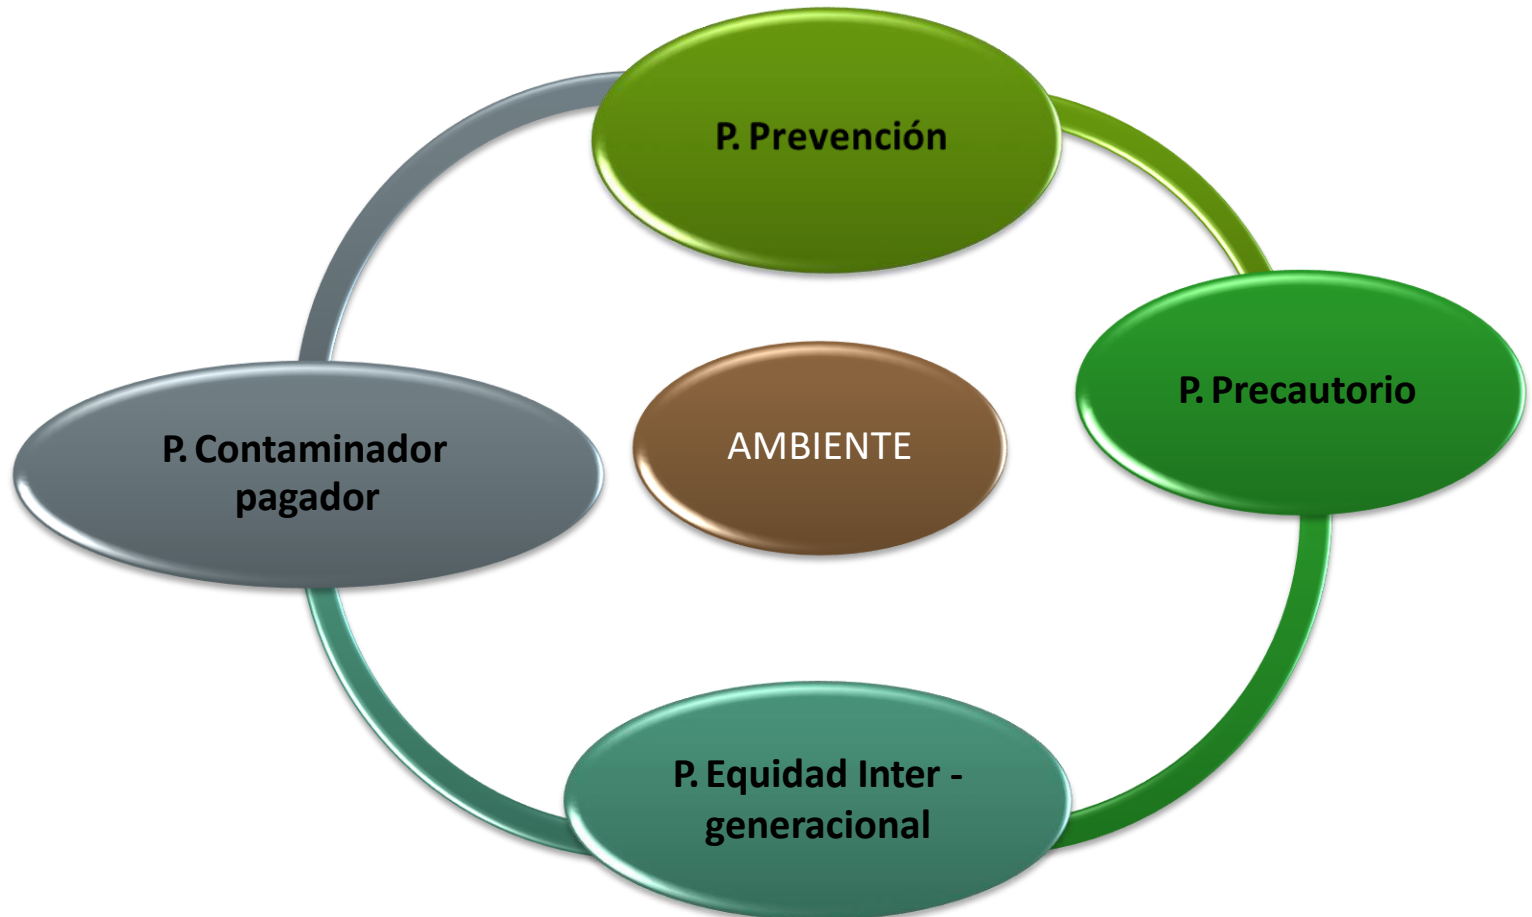 P. Prevención
P. Precautorio
AMBIENTE
P. Contaminador
pagador
P. Equidad Inter -
generacional